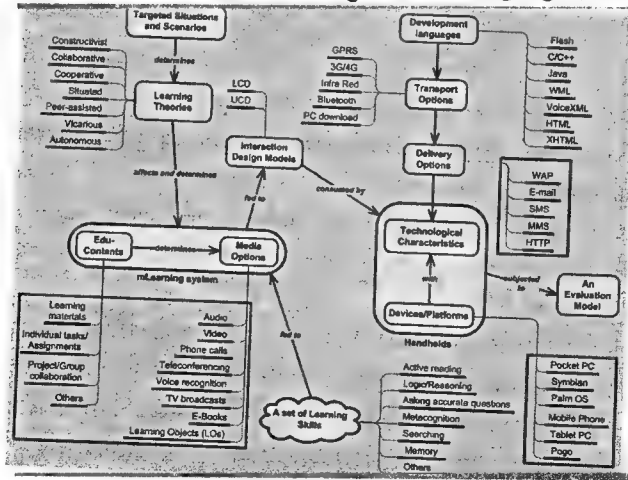 Targeted Situations
and Scenarios
determines
Constructivist
Collaborative
Cooperative
Situated
Peer-assisted
Vicarious
Autonomous
Learning
Theories
affects and determines
LCD
UCD
Interaction
Design Models
fed to
consumed by
Development
languages
Flash
C/C++
Java
WML
VoiceXML
HTML
XHTML
GPRS
3G/4G
Infra Red
Bluetooth
PC download
Transport
Options
Delivery
Options
WAP
E-mail
SMS
MMS
HTTP
Edu-
Contents
determines
Media
Options
mLearning system
Technological
Characteristics
with
Devices/Platforms
Handhelds
subjected
to
An
Evaluation
Model
Learning
materials
Individual tasks/
Assignments
Project/Group
collaboration
Others
Audio
Video
Phone calls
Teleconferencing
Voice recognition
TV broadcasts
E-Books
Learning Objects (LOs)
fed to
A set of Learning
Skills
Active reading
Logic/Reasoning
Asking accurate questions
Metacognition
Searching
Memory
Others
Pocket PC
Symbian
Palm OS
Mobile Phone
Tablet PC
Pogo